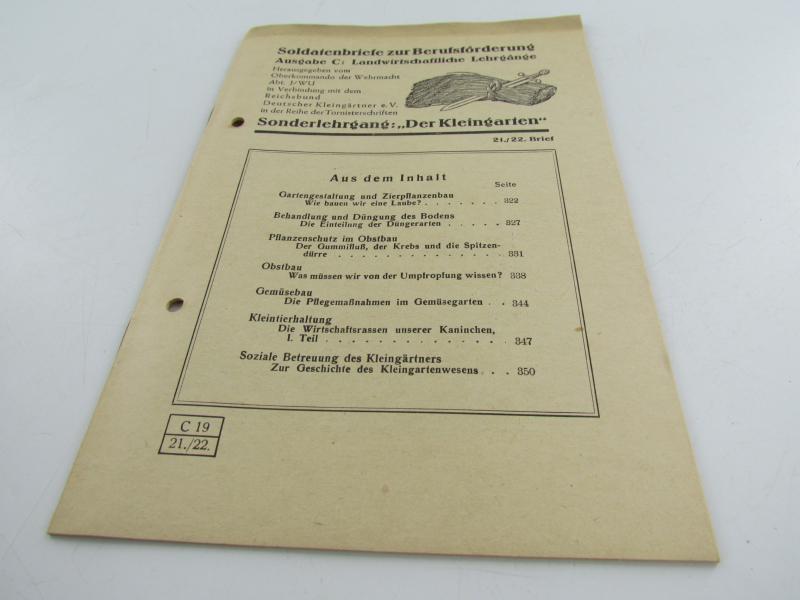 Soldatenbriefe zur Berufsförderung
Ausgabe C: Landwirtschaftliche Lehrgänge
Herausgegeben vom
Oberkommando der Wehrmacht
Abt. J/WU
in Verbindung mit dem
Reichsbund
Deutscher Kleingärtner e.V.
in der Reihe der Tornisterschriften
Sonderlehrgang: „Der Kleingarten“
21./22. Brief
Aus dem Inhalt
Seite
Gartengestaltung und Zierpflanzenbau
Wie bauen wir eine Laube? . . . . . . . 322
Behandlung und Düngung des Bodens
Die Einteilung der Düngerarten . . . . . 327
Pflanzenschutz im Obstbau
Der Gummifluß, der Krebs und die Spitzen-
dürre . . . . . . . . . . . . . . 331
Obstbau
Was müssen wir von der Umpfropfung wissen? 338
Gemüsebau
Die Pflegemaßnahmen im Gemüsegarten . . 344
Kleintierhaltung
Die Wirtschaftsrassen unserer Kaninchen,
I. Teil . . . . . . . . . . . . . 347
Soziale Betreuung des Kleingärtners
Zur Geschichte des Kleingartenwesens . . . 350
C 19
21./22.